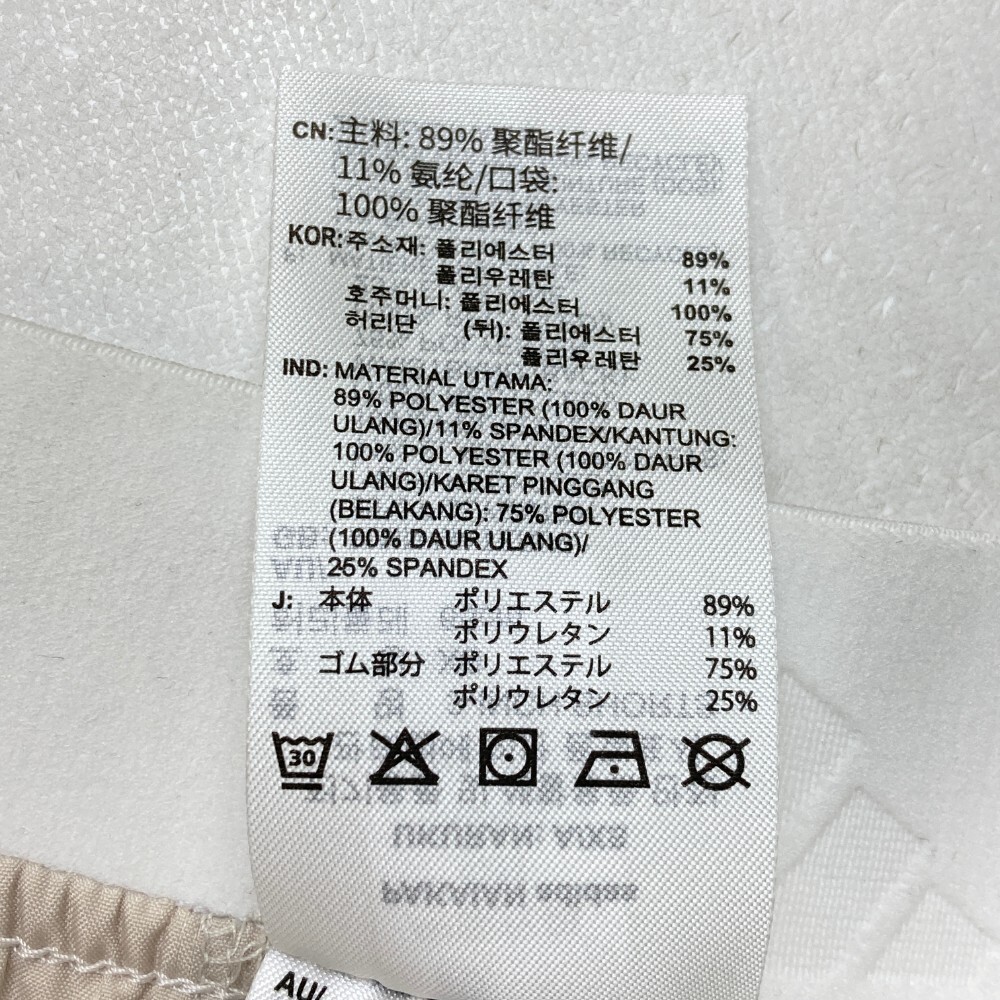 CN: 主料: 89% 聚酯纤维/
11% 氨纶/口袋:
100% 聚酯纤维
KOR: 주소재: 폴리에스터 89%
폴리우레탄 11%
호주머니: 폴리에스터 100%
허리단 (뒤): 폴리에스터 75%
폴리우레탄 25%
IND: MATERIAL UTAMA:
89% POLYESTER (100% DAUR
ULANG)/11% SPANDEX/KANTUNG:
100% POLYESTER (100% DAUR
ULANG)/KARET PINGGANG
(BELAKANG): 75% POLYESTER
(100% DAUR ULANG)/
25% SPANDEX
J: 本体 ポリエステル 89%
ポリウレタン 11%
ゴム部分 ポリエステル 75%
ポリウレタン 25%
30
AU/